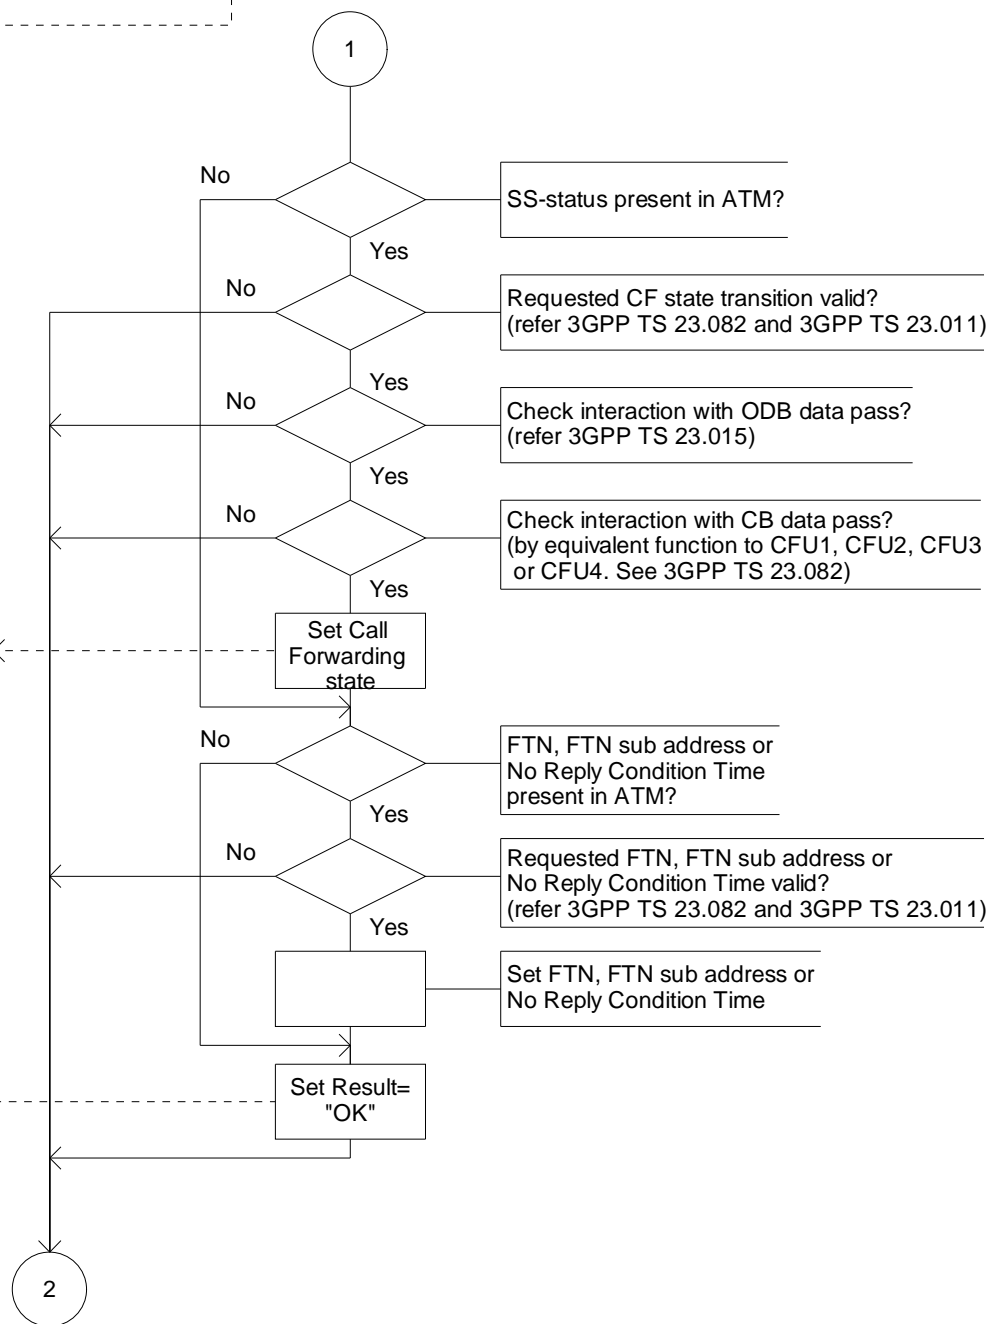 1
No
SS-status present in ATM?
Yes
No
Requested CF state transition valid?
(refer 3GPP TS 23.082 and 3GPP TS 23.011)
Yes
No
Check interaction with ODB data pass?
(refer 3GPP TS 23.015)
Yes
No
Check interaction with CB data pass?
(by equivalent function to CFU1, CFU2, CFU3
or CFU4. See 3GPP TS 23.082)
Yes
Set Call
Forwarding
state
No
FTN, FTN sub address or
No Reply Condition Time
present in ATM?
Yes
No
Requested FTN, FTN sub address or
No Reply Condition Time valid?
(refer 3GPP TS 23.082 and 3GPP TS 23.011)
Yes
Set FTN, FTN sub address or
No Reply Condition Time
Set Result=
"OK"
2